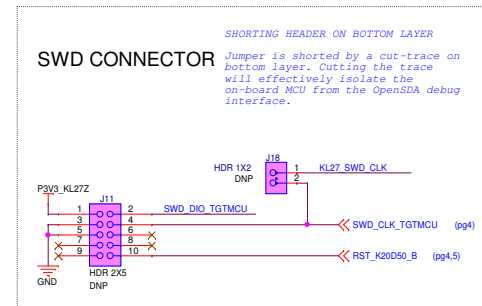 SHORTING HEADER ON BOTTOM LAYER
SWD CONNECTOR
Jumper is shorted by a cut-trace on
bottom layer. Cutting the trace
will effectively isolate the
on-board MCU from the OpenSDA debug
interface.
J18
HDR 1X2
DNP
1
2
KL27_SWD_CLK
P3V3_KL27Z
J11
1 2 SWD_DIO_TGTMCU
3 4
SWD_CLK_TGTMCU (pg4)
5 6
7 8
9 10
RST_K20D50_B (pg4,5)
GND
HDR 2X5
DNP